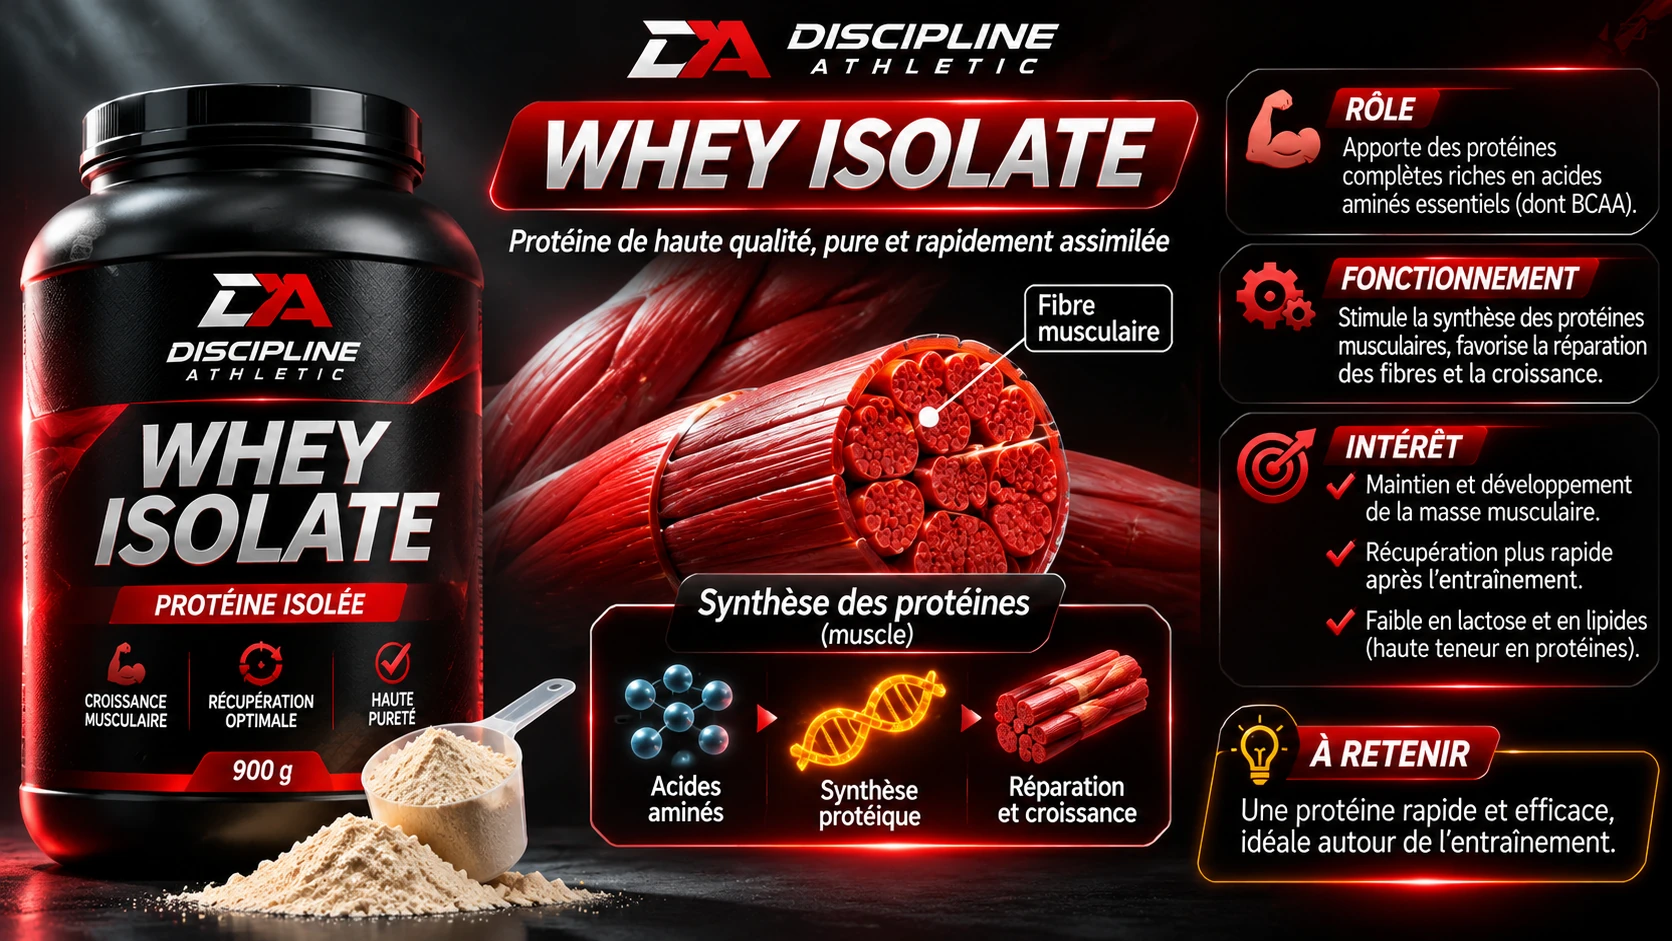 DA DISCIPLINE
ATHLETIC
WHEY ISOLATE
Protéine de haute qualité, pure et rapidement assimilée
DA
DISCIPLINE
ATHLETIC
WHEY
ISOLATE
PROTÉINE ISOLÉE
CROISSANCE
MUSCULAIRE
RÉCUPÉRATION
OPTIMALE
HAUTE
PURETÉ
900 g
Fibre
musculaire
Synthèse des protéines
(muscle)
Acides
aminés
Synthèse
protéique
Réparation
et croissance
RÔLE
Apporte des protéines
complètes riches en acides
aminés essentiels (dont BCAA).
FONCTIONNEMENT
Stimule la synthèse des protéines
musculaires, favorise la réparation
des fibres et la croissance.
INTÉRÊT
Maintien et développement
de la masse musculaire.
Récupération plus rapide
après l'entraînement.
Faible en lactose et en lipides
(haute teneur en protéines).
À RETENIR
Une protéine rapide et efficace,
idéale autour de l'entraînement.